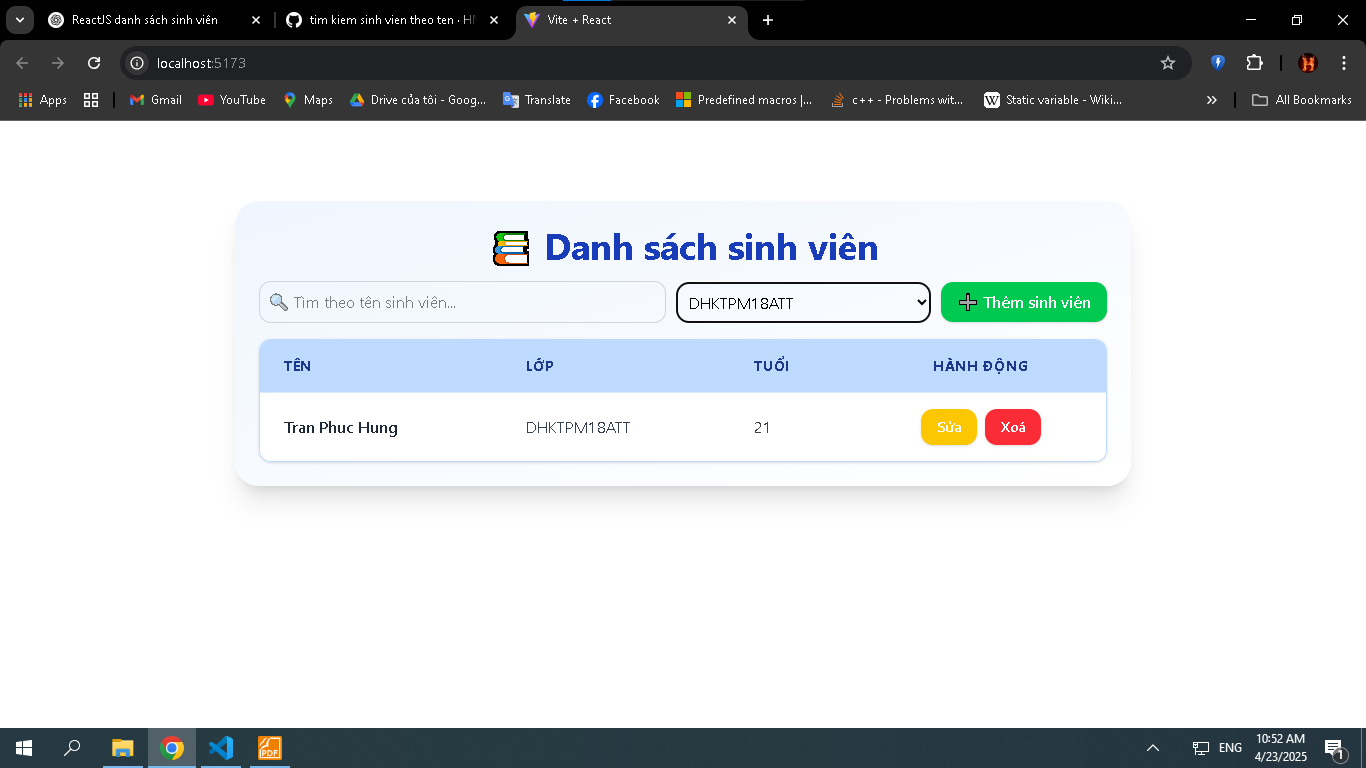 ReactJS danh sách sinh viên
tim kiem sinh vien theo ten · HN
Vite + React
localhost:5173
Apps
Gmail
YouTube
Maps
Drive của tôi - Goog...
Translate
Facebook
Predefined macros |...
c++ - Problems wit...
Static variable - Wiki...
All Bookmarks
Danh sách sinh viên
Tìm theo tên sinh viên...
DHKTPM18ATT
Thêm sinh viên
TÊN LỚP TUỔI HÀNH ĐỘNG
Tran Phuc Hung DHKTPM18ATT 21 Sửa Xoá
PDF
ENG
10:52 AM
4/23/2025
1